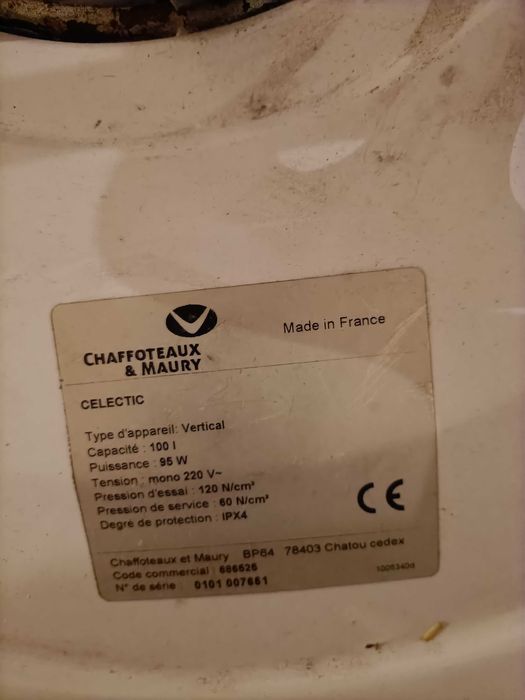 CHAFFOTEAUX
& MAURY
Made in France
CELECTIC
Type d'appareil: Vertical
Capacité : 100 l
Puissance : 95 W
Tension : mono 220 V~
Pression d'essai : 120 N/cm²
Pression de service : 60 N/cm²
Degré de protection : IPX4
CE
Chaffoteaux et Maury BP64 78403 Chatou cedex
Code commercial : 686626
N° de série : 0101 007661